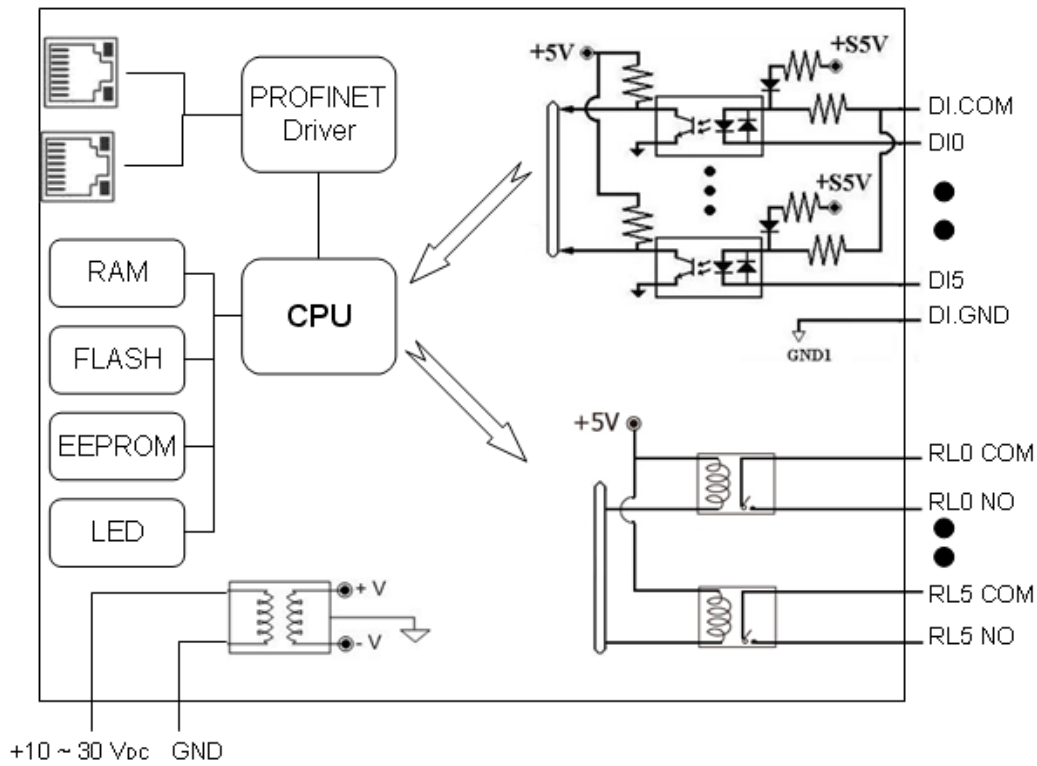 PROFINET
Driver
CPU
RAM
FLASH
EEPROM
LED
+5V
+S5V
DI.COM
DI0
+S5V
DI5
DI.GND
GND1
+5V
RL0 COM
RL0 NO
RL5 COM
RL5 NO
+ V
- V
+10 ~ 30 VDC GND